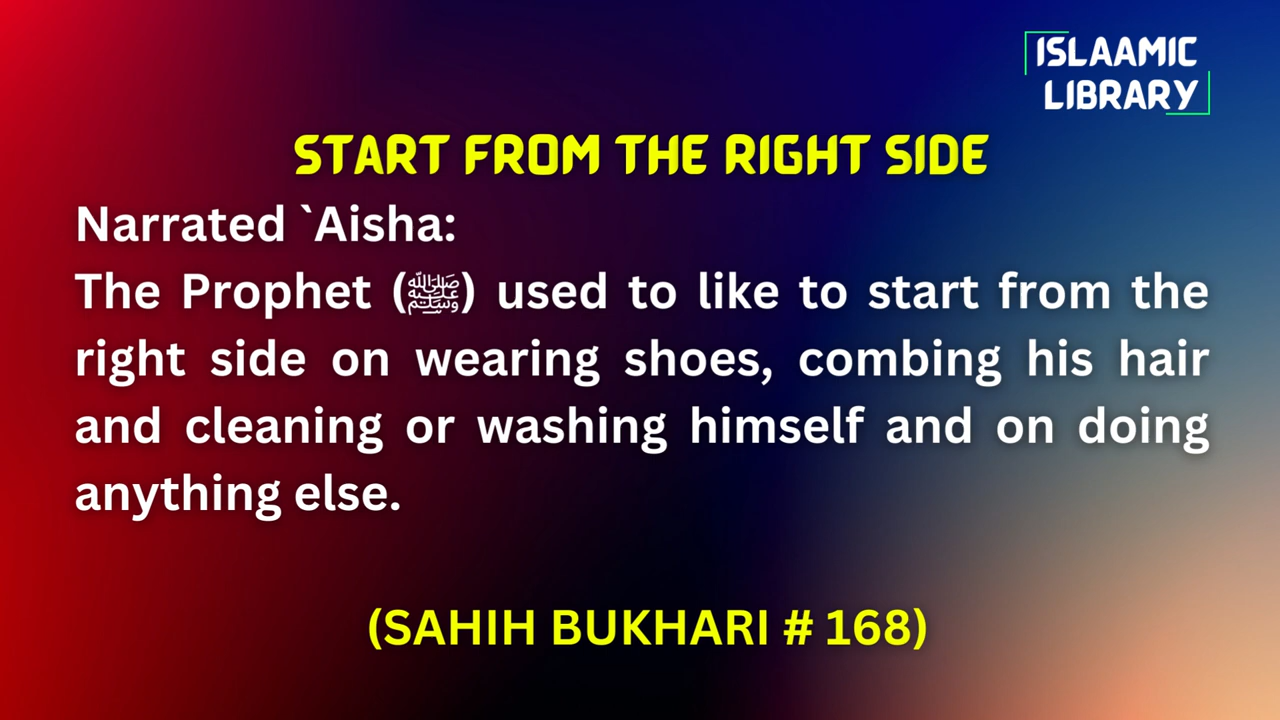 ISLAAMIC
LIBRARY
START FROM THE RIGHT SIDE
Narrated `Aisha:
The Prophet (ﷺ) used to like to start from the
right side on wearing shoes, combing his hair
and cleaning or washing himself and on doing
anything else.
(SAHIH BUKHARI # 168)